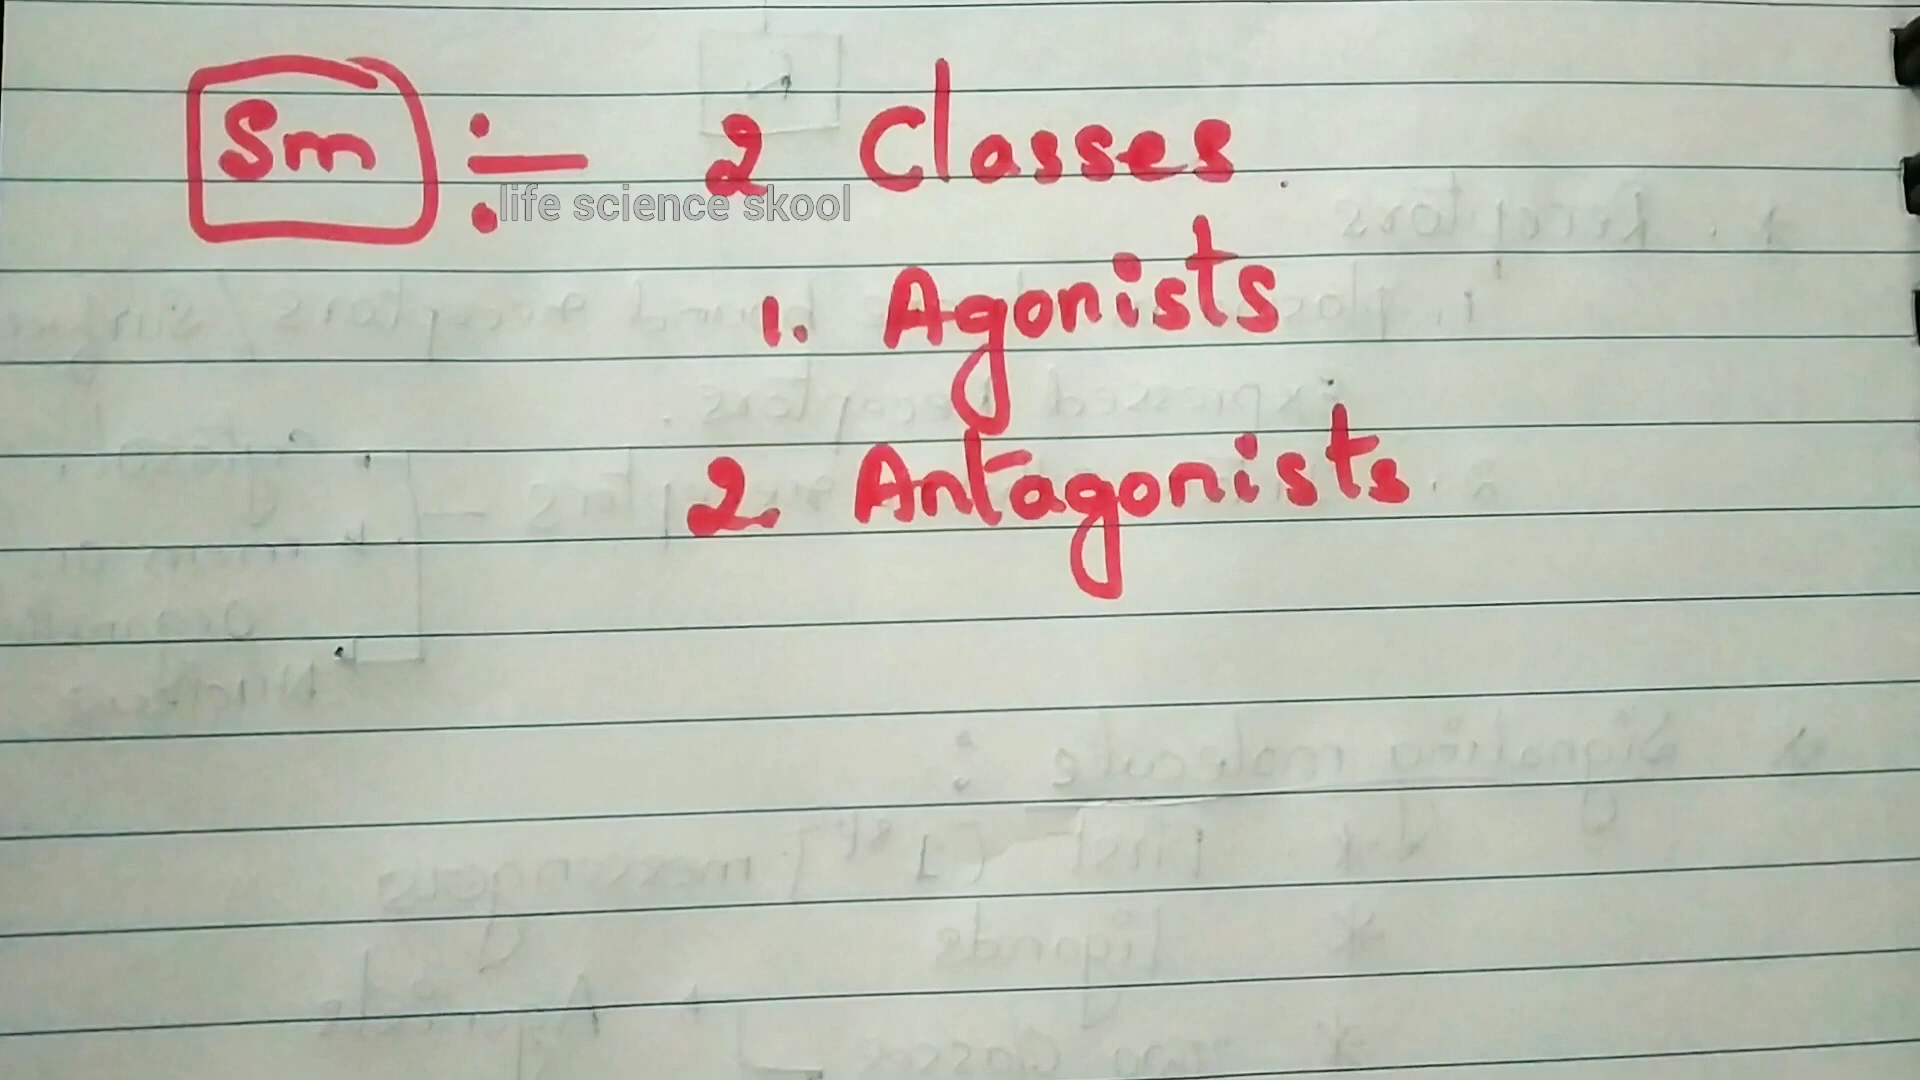 Sm :- 2 Classes
life science skool
1. Agonists
2. Antagonists